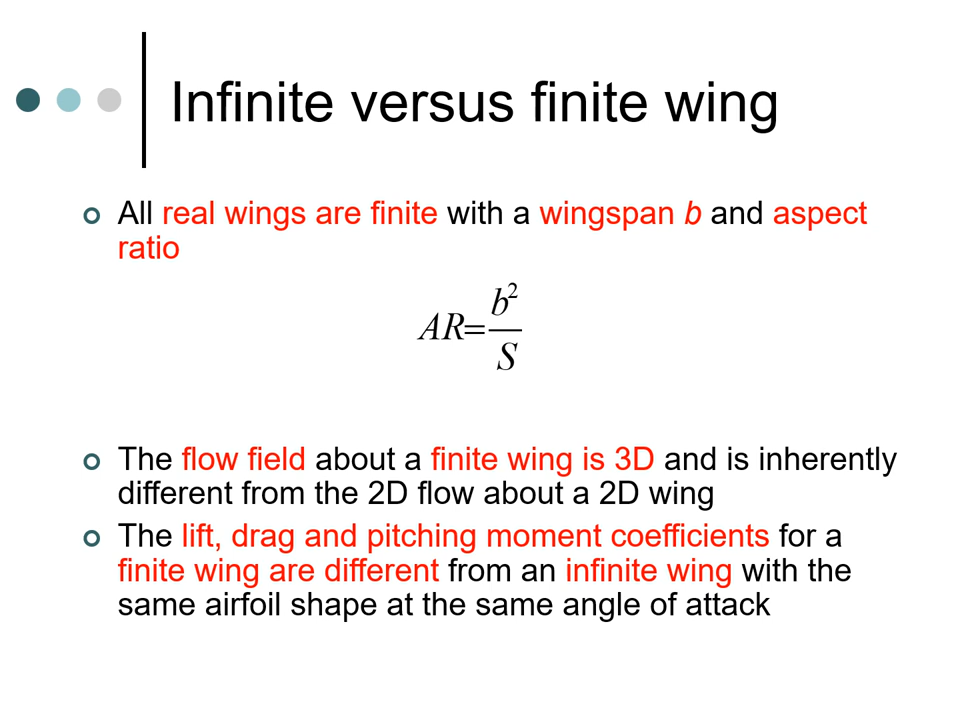 Infinite versus finite wing
All real wings are finite with a wingspan b and aspect
ratio
AR=b²/S
The flow field about a finite wing is 3D and is inherently
different from the 2D flow about a 2D wing
The lift, drag and pitching moment coefficients for a
finite wing are different from an infinite wing with the
same airfoil shape at the same angle of attack